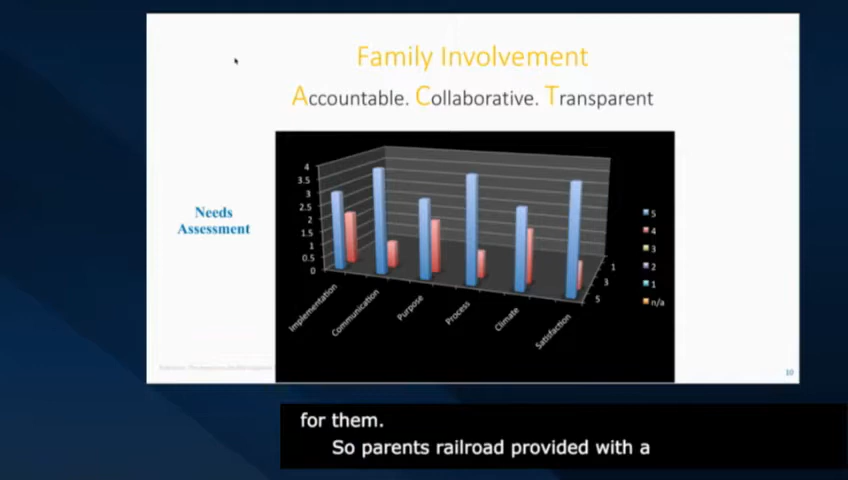 Family Involvement
Accountable. Collaborative. Transparent
Needs
Assessment
4
3.5
3
2.5
2
1.5
1
0.5
0
Implementation
Communication
Purpose
Process
Climate
Satisfaction
1
3
5
5
4
3
2
1
n/a
10
for them.
So parents railroad provided with a